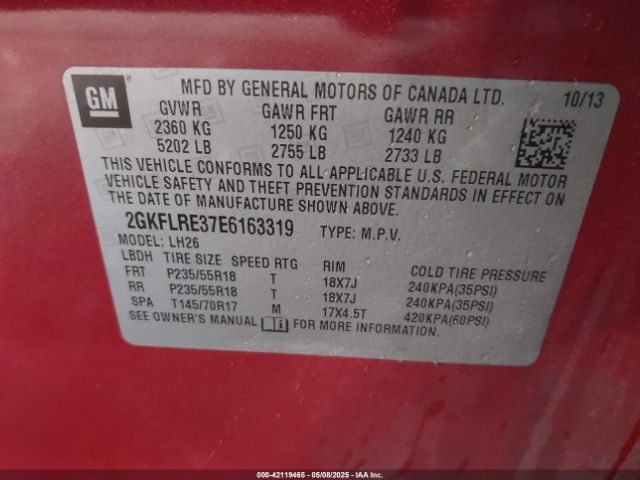 GM
MFD BY GENERAL MOTORS OF CANADA LTD. 10/13
GVWR GAWR FRT GAWR RR
2360 KG 1250 KG 1240 KG
5202 LB 2755 LB 2733 LB
THIS VEHICLE CONFORMS TO ALL APPLICABLE U.S. FEDERAL MOTOR
VEHICLE SAFETY AND THEFT PREVENTION STANDARDS IN EFFECT ON
THE DATE OF MANUFACTURE SHOWN ABOVE.
2GKFLRE37E6163319 TYPE: M.P.V.
MODEL: LH26
LBDH TIRE SIZE SPEED RTG RIM COLD TIRE PRESSURE
FRT P235/55R18 T 18X7J 240KPA(35PSI)
RR P235/55R18 T 18X7J 240KPA(35PSI)
SPA T145/70R17 M 17X4.5T 420KPA(60PSI)
SEE OWNER'S MANUAL FOR MORE INFORMATION
000-42119465 - 05/08/2025 - IAA Inc.